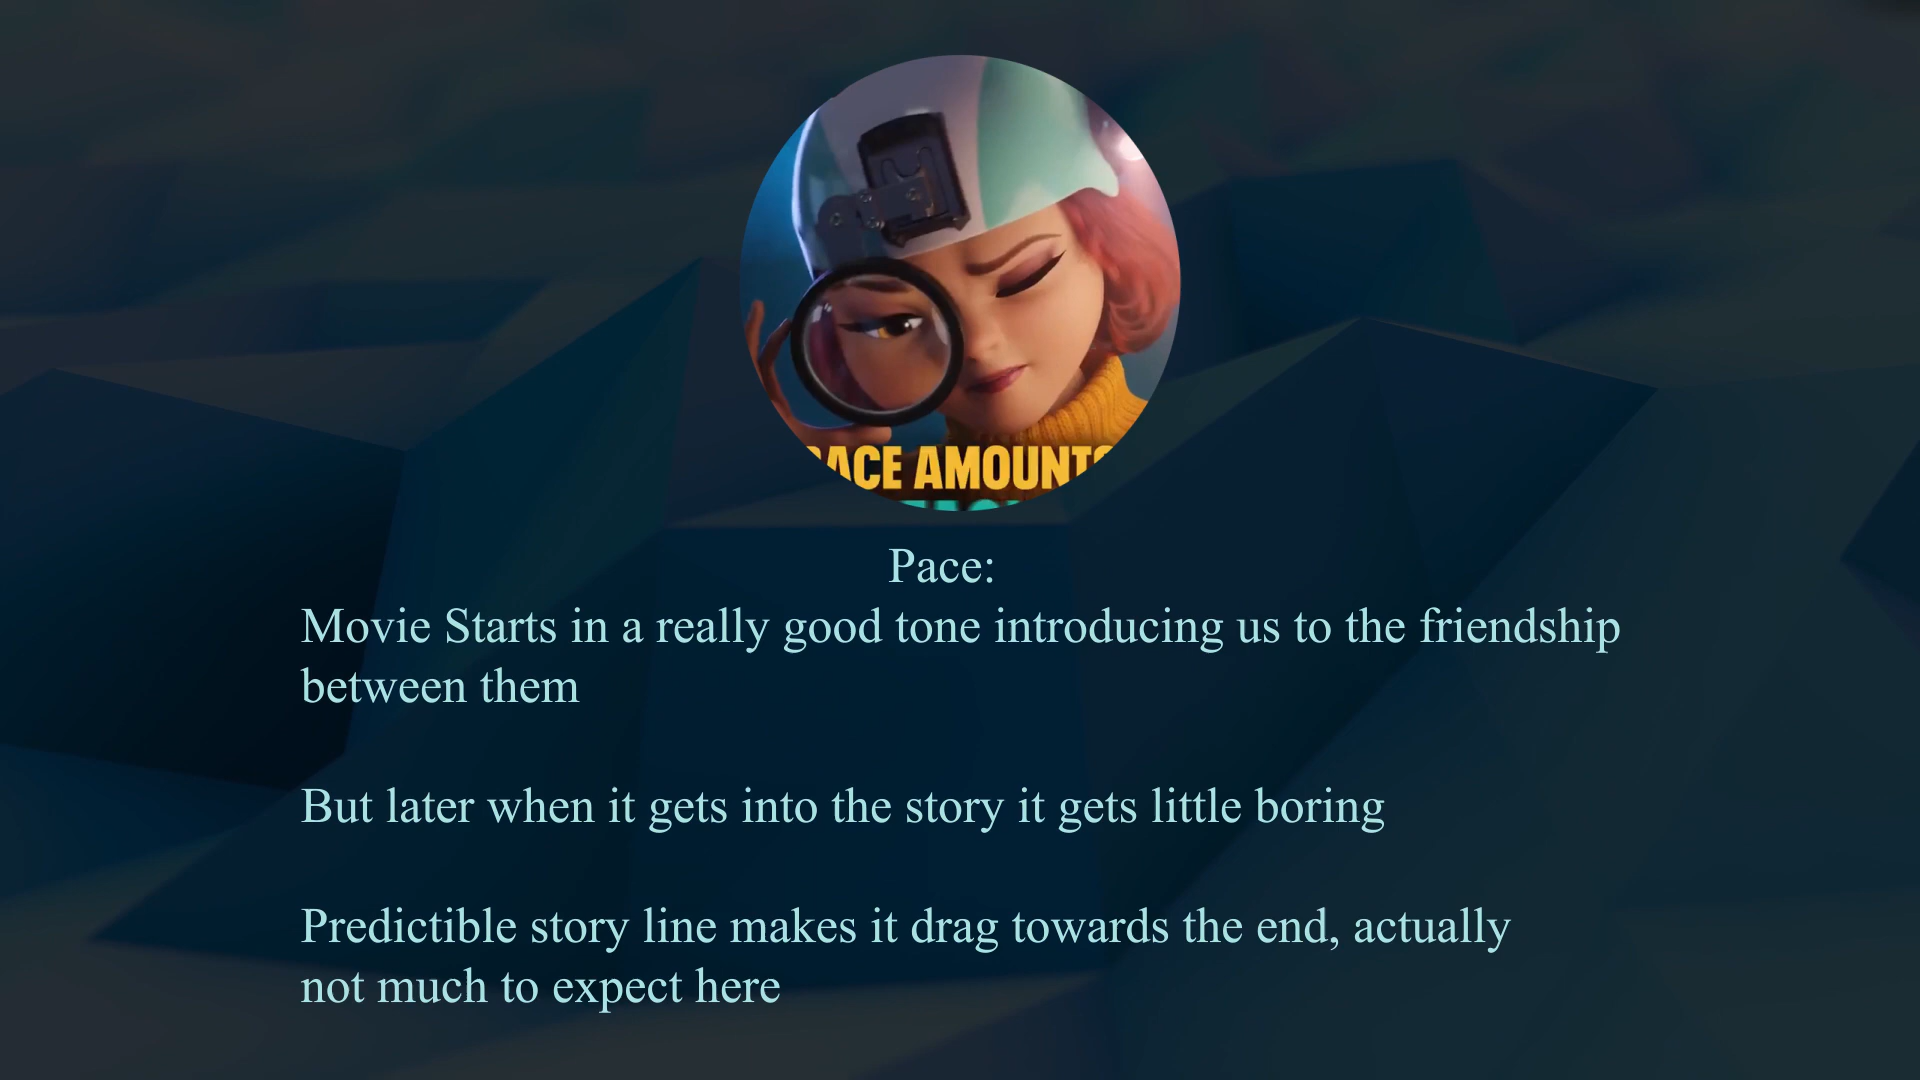 ACE AMOUNTS
Pace:
Movie Starts in a really good tone introducing us to the friendship
between them
But later when it gets into the story it gets little boring
Predictible story line makes it drag towards the end, actually
not much to expect here